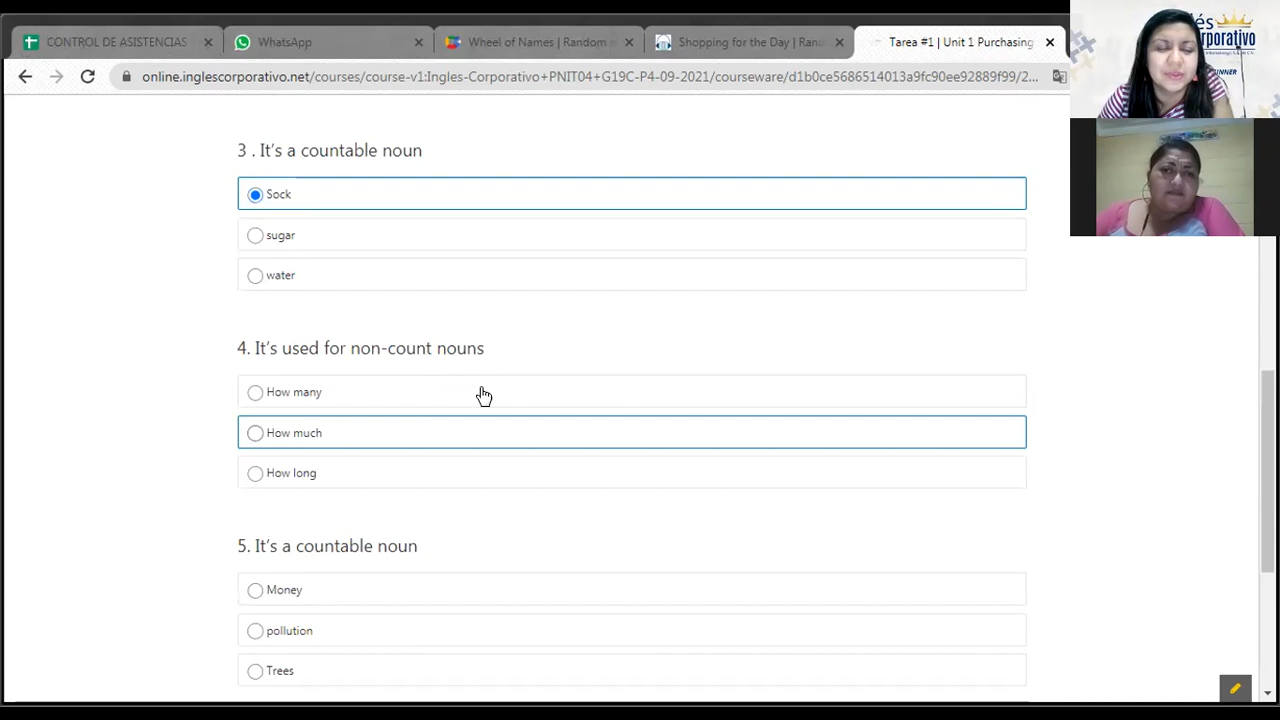 CONTROL DE ASISTENCIAS
WhatsApp
Wheel of Names | Random
Shopping for the Day | Rand
Tarea #1 | Unit 1 Purchasing
online.inglescorporativo.net/courses/course-v1:Ingles-Corporativo+PNIT04+G19C-P4-09-2021/courseware/d1b0ce5686514013a9fc90ee92889f99/2...
és
rporativo
INNER
3 . It's a countable noun
Sock
sugar
water
4. It's used for non-count nouns
How many
How much
How long
5. It's a countable noun
Money
pollution
Trees